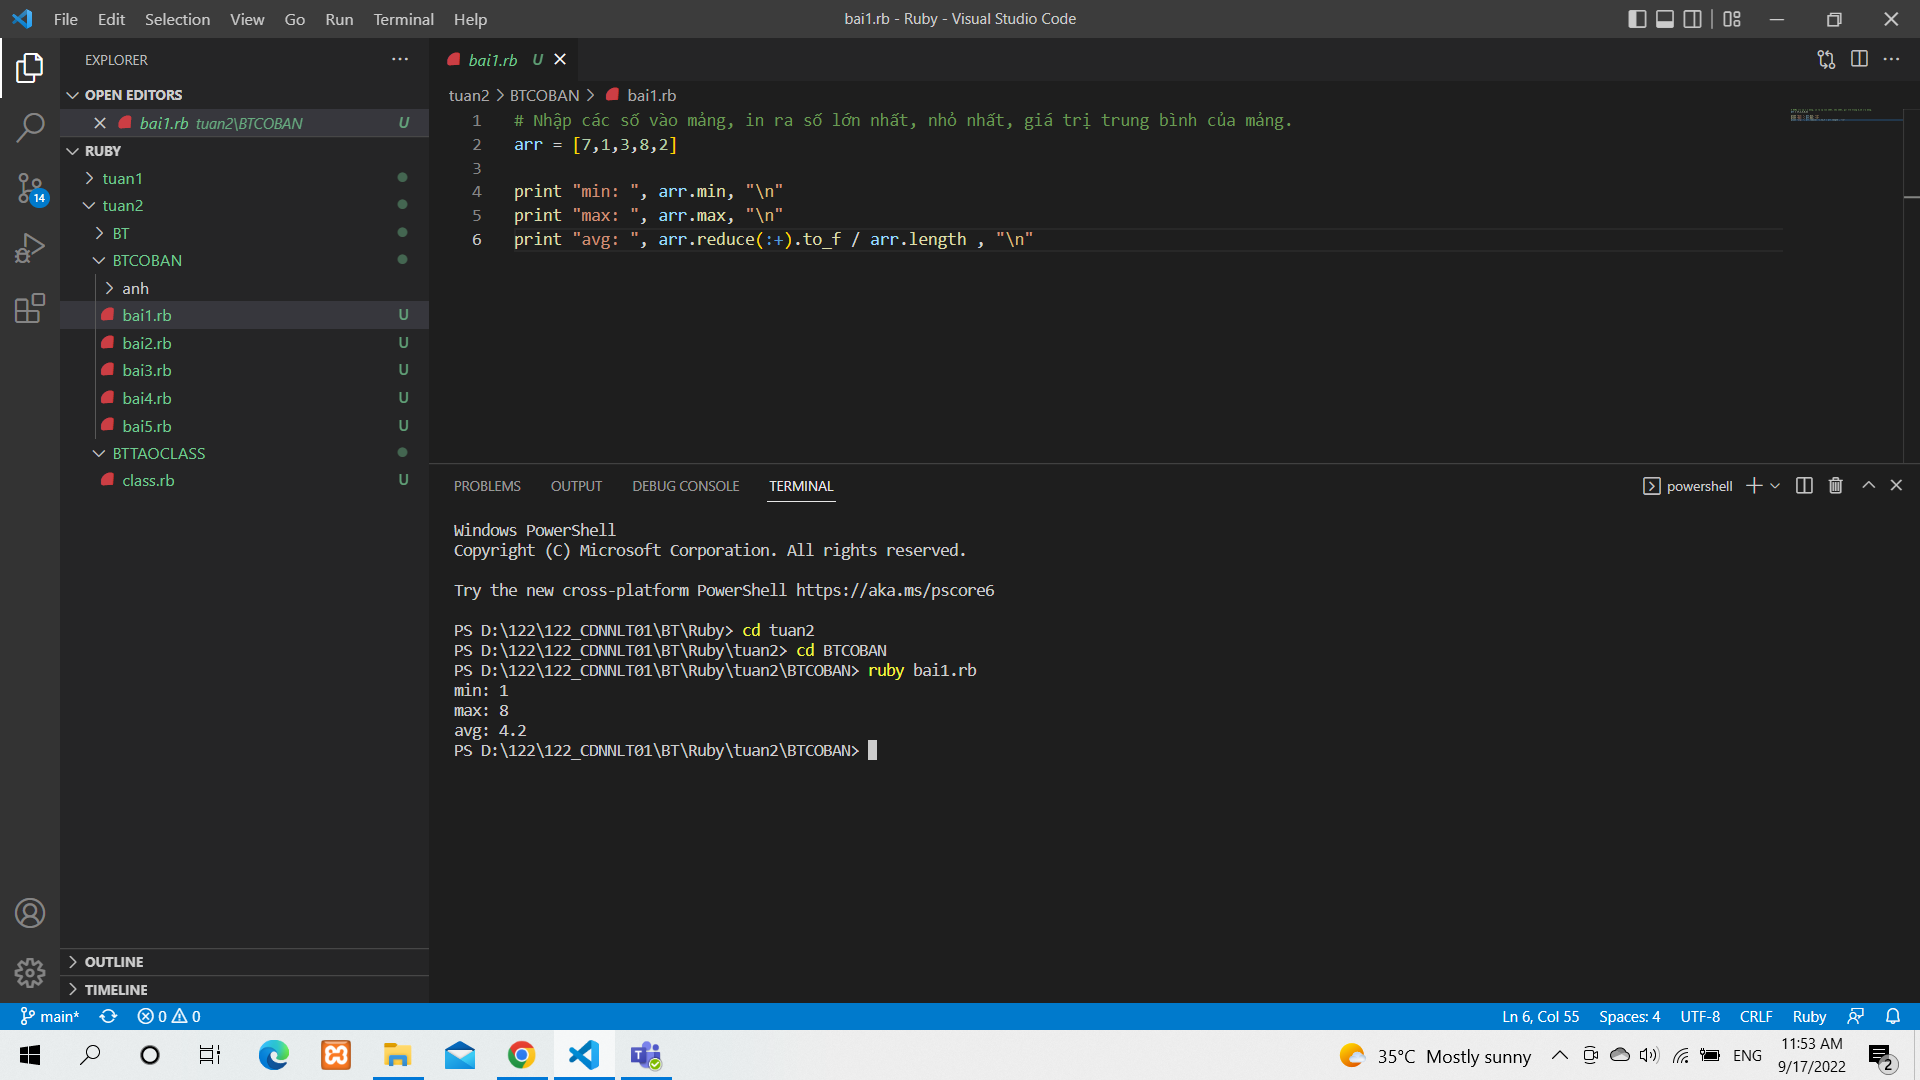 File Edit Selection View Go Run Terminal Help
bai1.rb - Ruby - Visual Studio Code
EXPLORER
OPEN EDITORS
bai1.rb tuan2\BTCOBAN U
RUBY
tuan1
tuan2
BT
BTCOBAN
anh
bai1.rb U
bai2.rb U
bai3.rb U
bai4.rb U
bai5.rb U
BTTAOCLASS
class.rb U
OUTLINE
TIMELINE
14
bai1.rb U
tuan2 > BTCOBAN > bai1.rb
1 # Nhập các số vào mảng, in ra số lớn nhất, nhỏ nhất, giá trị trung bình của mảng.
2 arr = [7,1,3,8,2]
3
4 print "min: ", arr.min, "\n"
5 print "max: ", arr.max, "\n"
6 print "avg: ", arr.reduce(:+).to_f / arr.length , "\n"
PROBLEMS OUTPUT DEBUG CONSOLE TERMINAL
powershell
Windows PowerShell
Copyright (C) Microsoft Corporation. All rights reserved.
Try the new cross-platform PowerShell https://aka.ms/pscore6
PS D:\122\122_CDNNLT01\BT\Ruby> cd tuan2
PS D:\122\122_CDNNLT01\BT\Ruby\tuan2> cd BTCOBAN
PS D:\122\122_CDNNLT01\BT\Ruby\tuan2\BTCOBAN> ruby bai1.rb
min: 1
max: 8
avg: 4.2
PS D:\122\122_CDNNLT01\BT\Ruby\tuan2\BTCOBAN>
main* 0 0
Ln 6, Col 55 Spaces: 4 UTF-8 CRLF Ruby
35°C Mostly sunny ENG
11:53 AM
9/17/2022
2